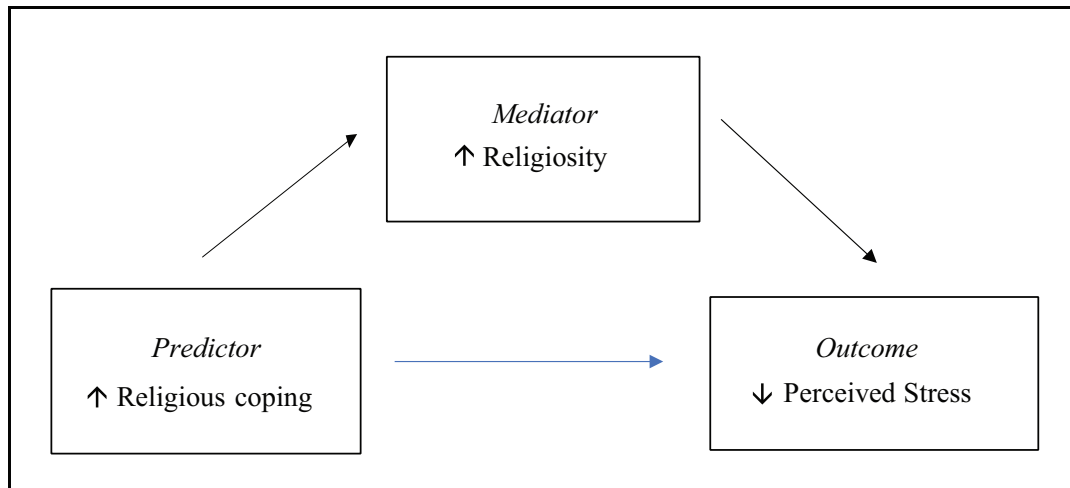 Mediator
↑ Religiosity
Predictor
↑ Religious coping
Outcome
↓ Perceived Stress